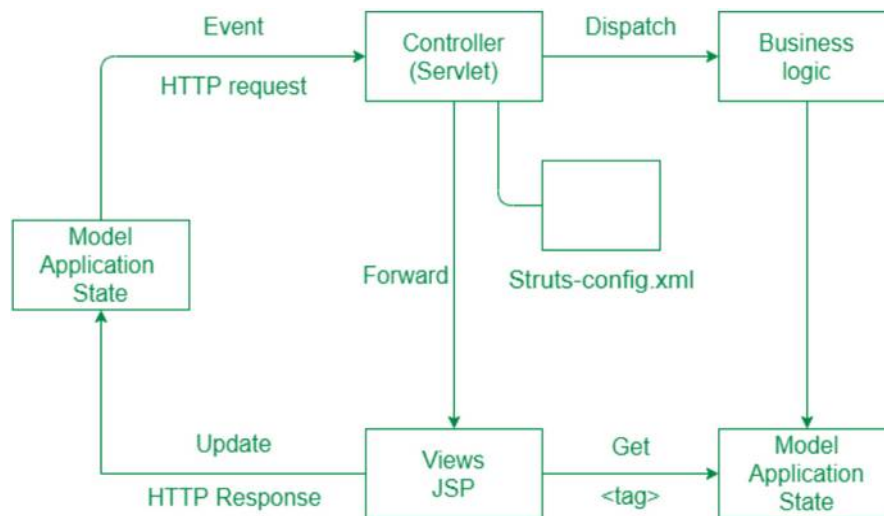 Event
HTTP request
Controller
(Servlet)
Dispatch
Business
logic
Model
Application
State
Forward
Struts-config.xml
Update
HTTP Response
Views
JSP
Get
<tag>
Model
Application
State